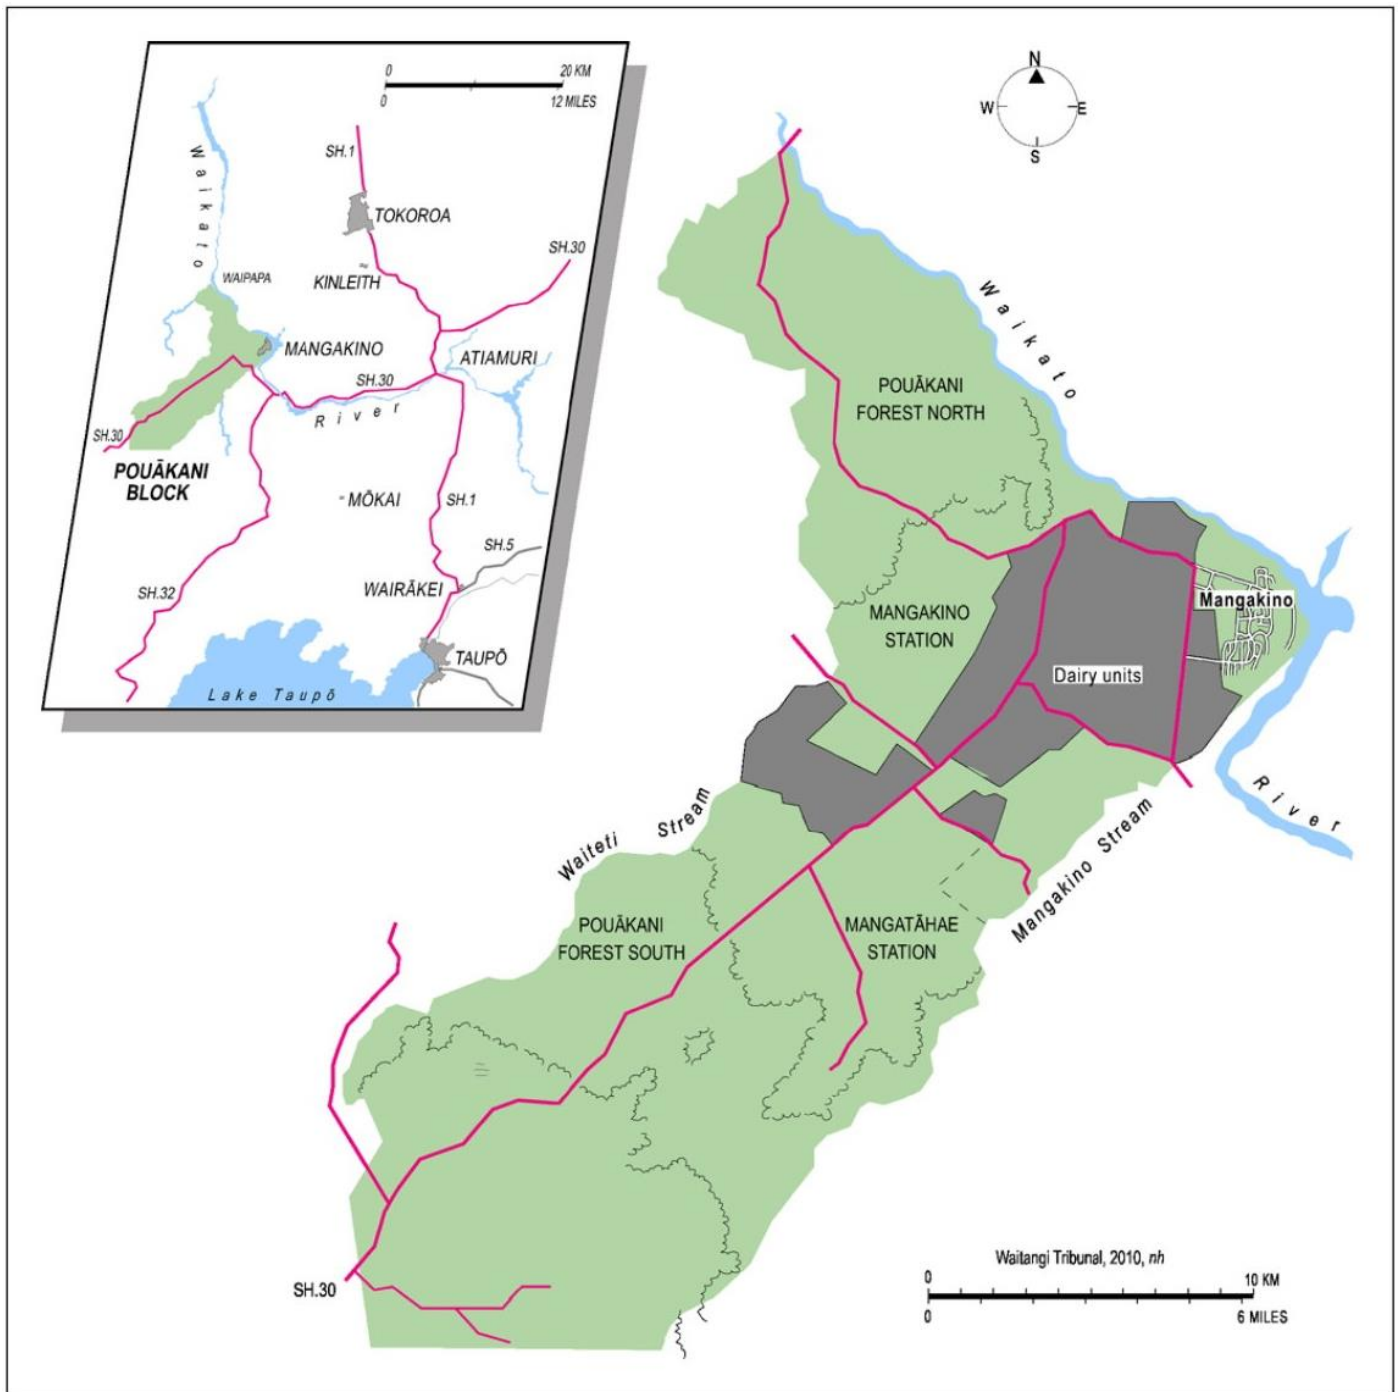 0 20 KM
0 12 MILES
SH.1
Waikato
TOKOROA
SH.30
WAIPAPA
KINLEITH
MANGAKINO
ATIAMURI
SH.30
River
SH.30
POUĀKANI
BLOCK
MŌKAI
SH.1
SH.5
SH.32
WAIRĀKEI
TAUPŌ
Lake Taupō
N
W E
S
Waikato
POUĀKANI
FOREST NORTH
MANGAKINO
STATION
Mangakino
Dairy units
River
Waiteti Stream
Mangakino Stream
POUĀKANI
FOREST SOUTH
MANGATĀHAE
STATION
SH.30
Waitangi Tribunal, 2010, nh
0 10 KM
0 6 MILES